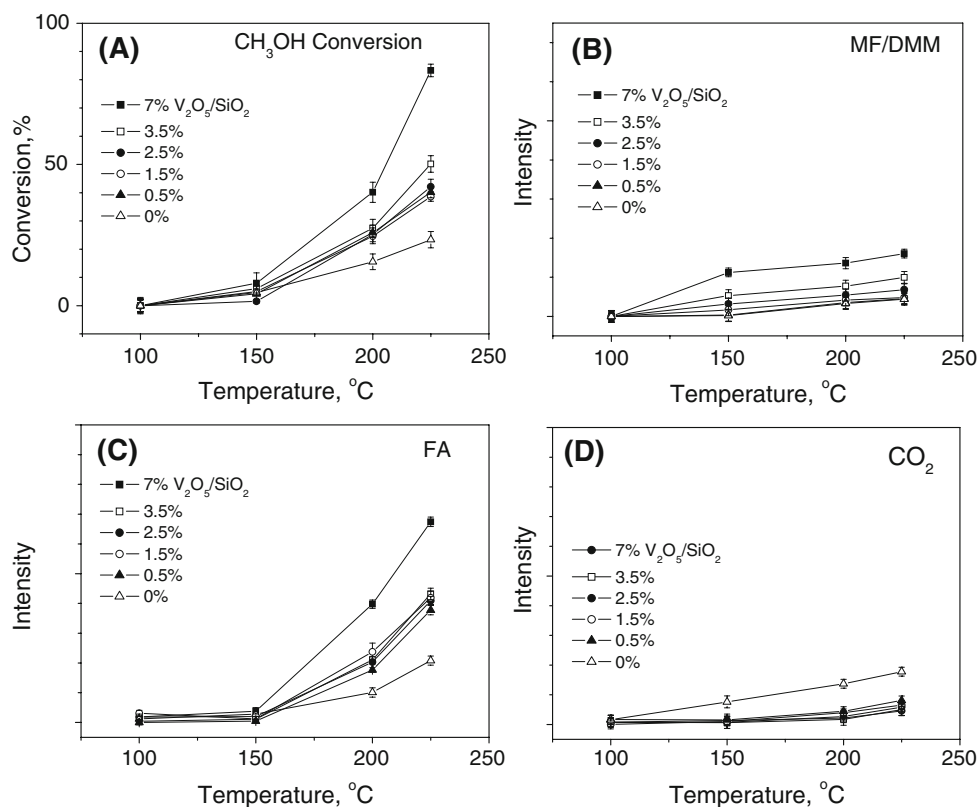 (A)
CH₃OH Conversion
7% V₂O₅/SiO₂
3.5%
2.5%
1.5%
0.5%
0%
Conversion,%
100
50
0
100 150 200 250
Temperature, °C
(B)
MF/DMM
7% V₂O₅/SiO₂
3.5%
2.5%
1.5%
0.5%
0%
Intensity
100 150 200 250
Temperature, °C
(C)
FA
7% V₂O₅/SiO₂
3.5%
2.5%
1.5%
0.5%
0%
Intensity
100 150 200 250
Temperature, °C
(D)
CO₂
7% V₂O₅/SiO₂
3.5%
2.5%
1.5%
0.5%
0%
Intensity
100 150 200 250
Temperature, °C